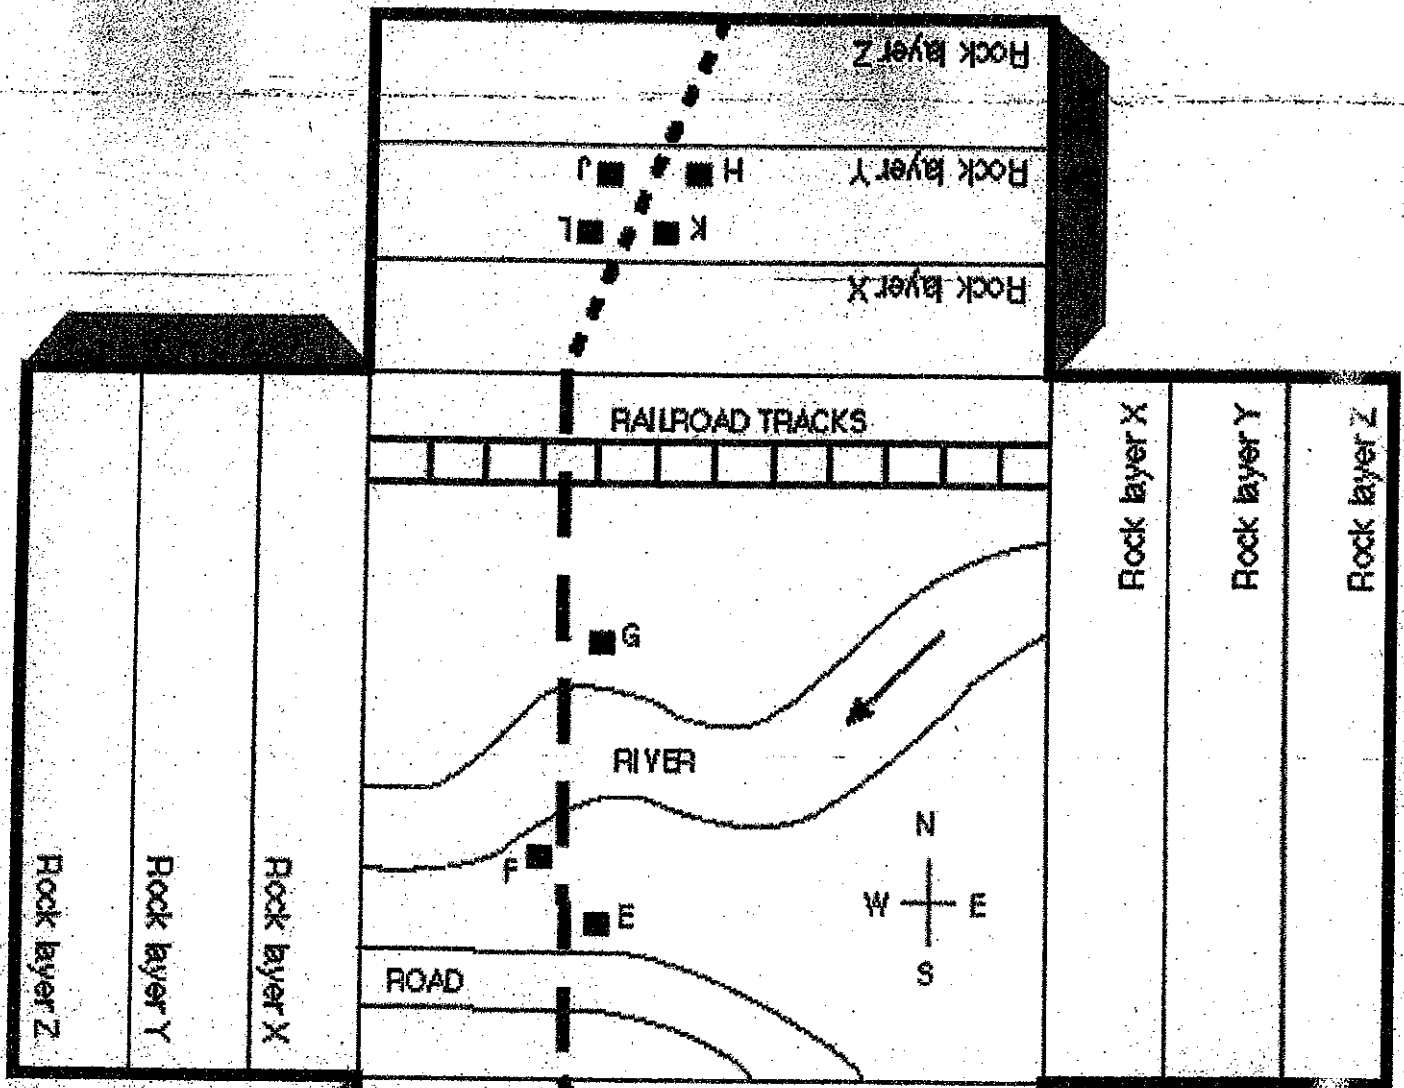 Rock layer Z
J
H
Rock layer Y
L
K
Rock layer X
RAILROAD TRACKS
Rock layer X
Rock layer Y
Rock layer Z
G
RIVER
N
W E
S
F
E
ROAD
Rock layer Z
Rock layer Y
Rock layer X